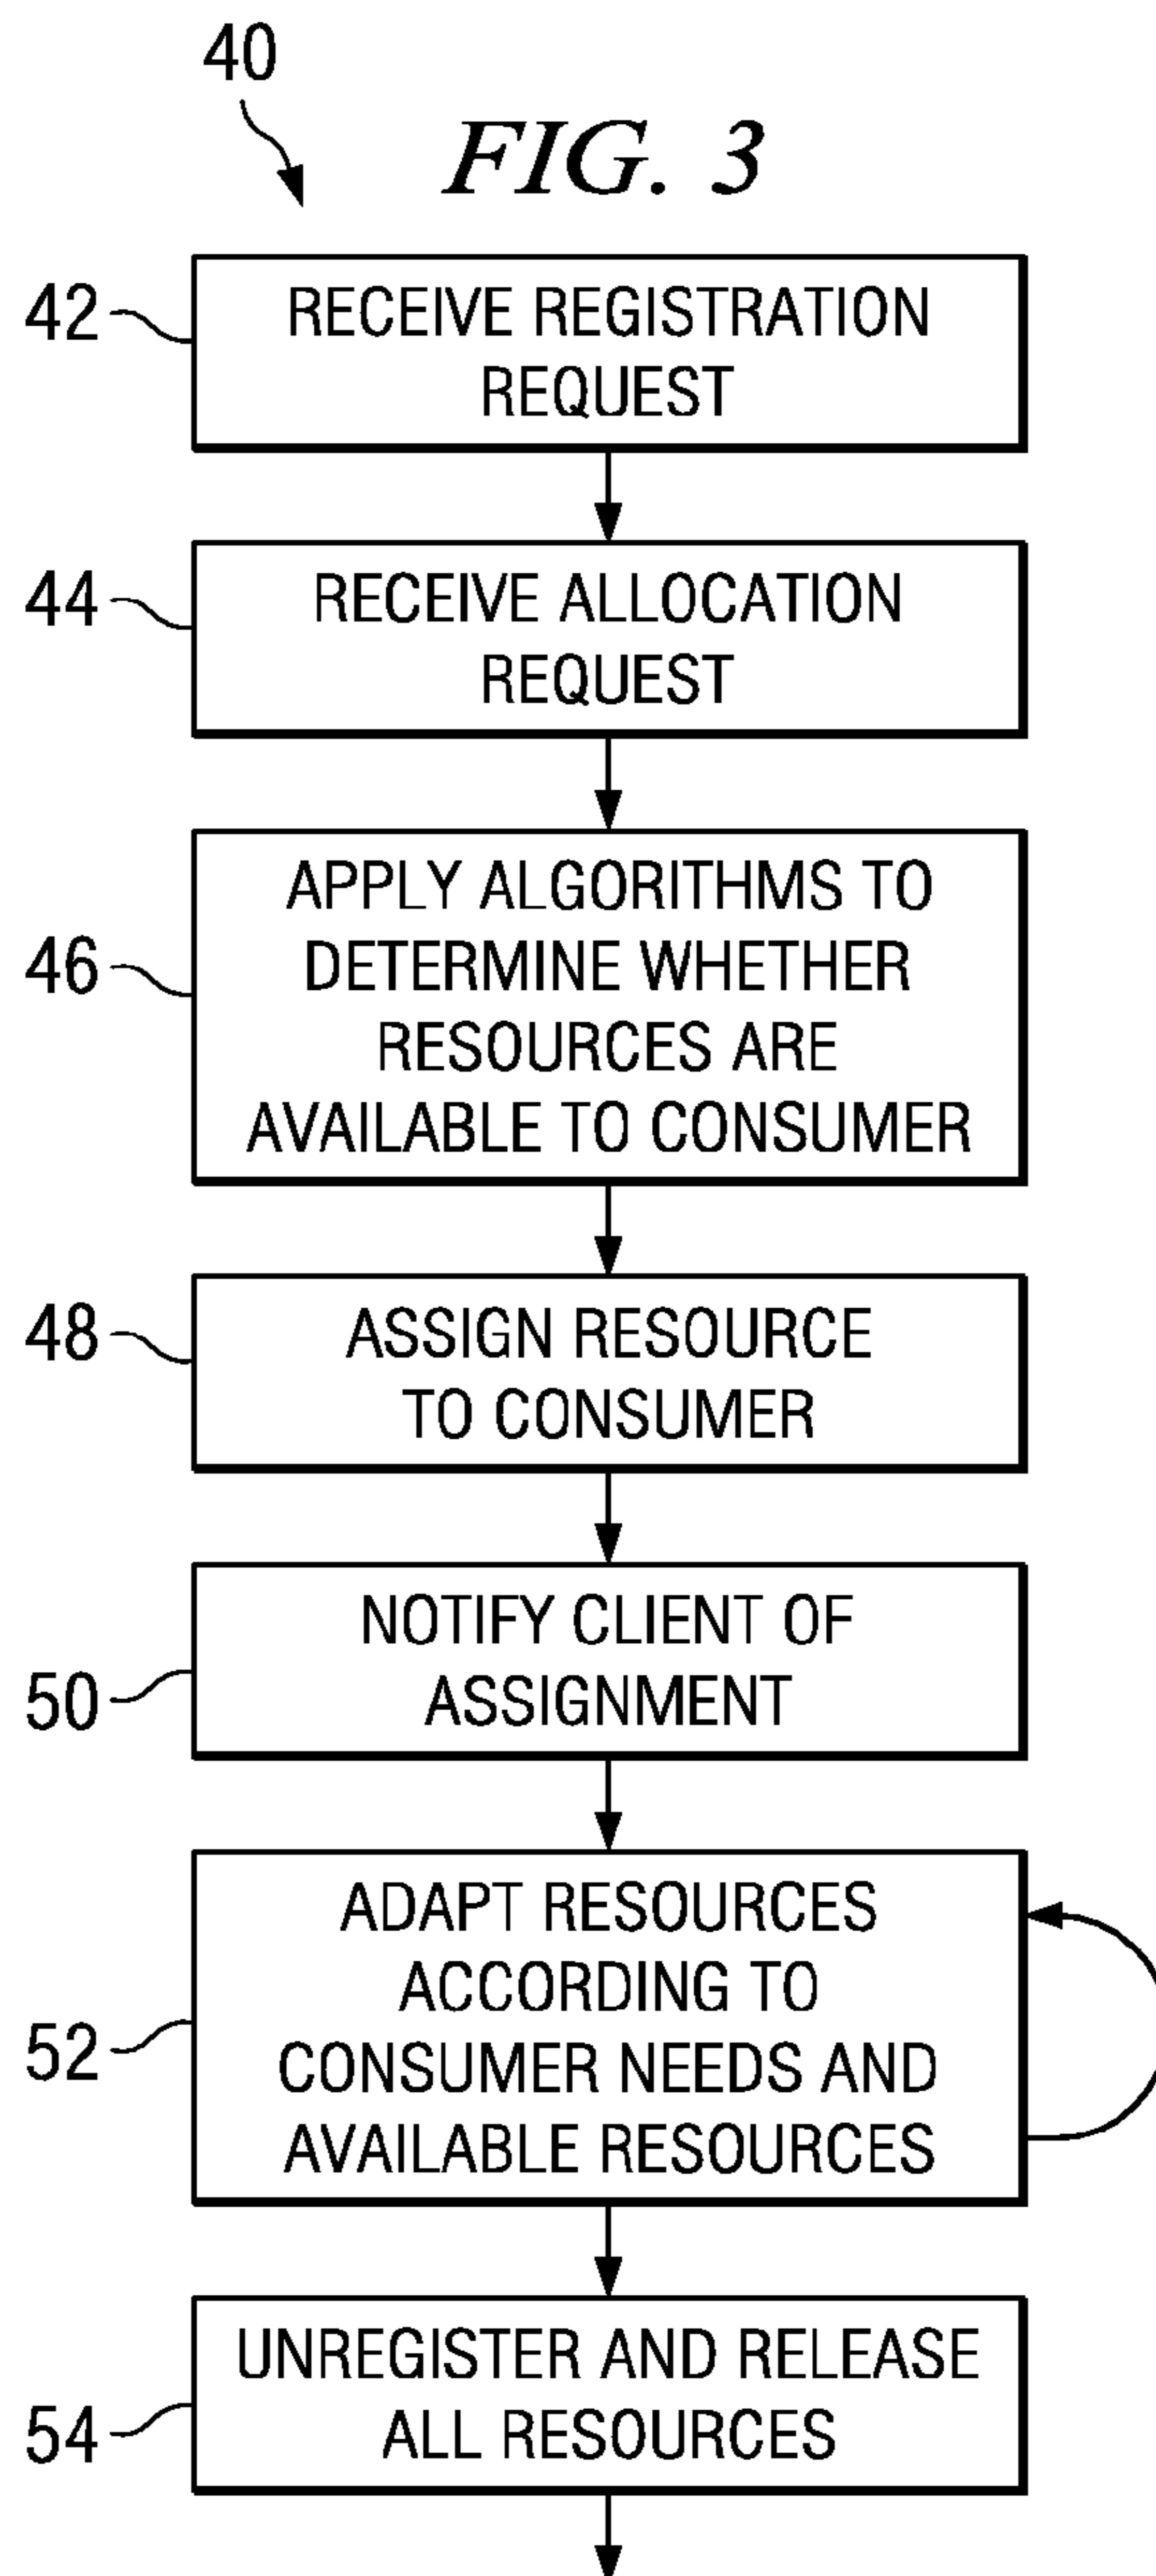 40
FIG. 3
42
RECEIVE REGISTRATION
REQUEST
44
RECEIVE ALLOCATION
REQUEST
46
APPLY ALGORITHMS TO
DETERMINE WHETHER
RESOURCES ARE
AVAILABLE TO CONSUMER
48
ASSIGN RESOURCE
TO CONSUMER
50
NOTIFY CLIENT OF
ASSIGNMENT
52
ADAPT RESOURCES
ACCORDING TO
CONSUMER NEEDS AND
AVAILABLE RESOURCES
54
UNREGISTER AND RELEASE
ALL RESOURCES